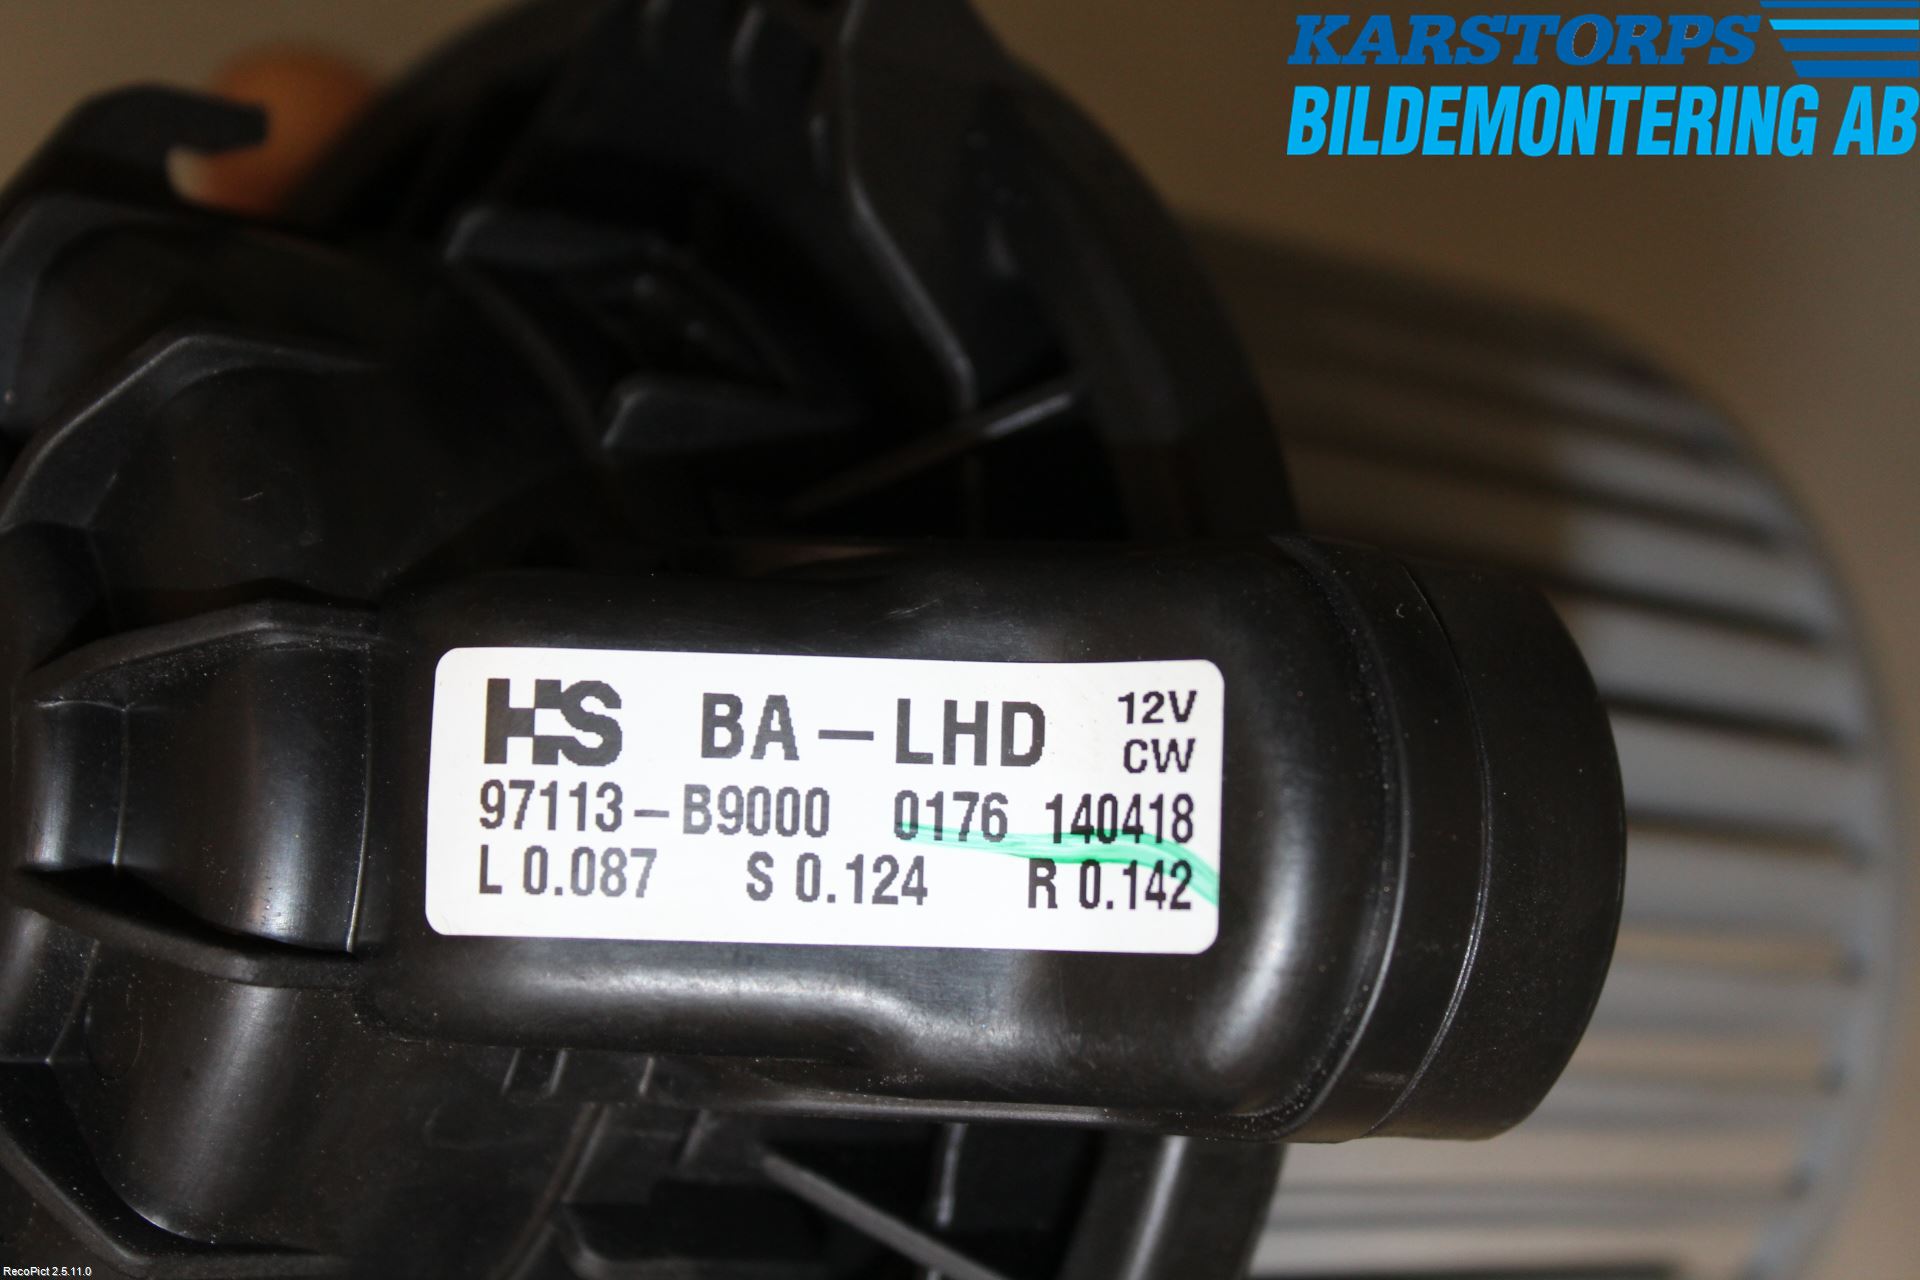 KARSTORPS
BILDEMONTERING AB
HS BA-LHD 12V
CW
97113-B9000 0176 140418
L 0.087 S 0.124 R 0.142
RecoPict 2.5.11.0